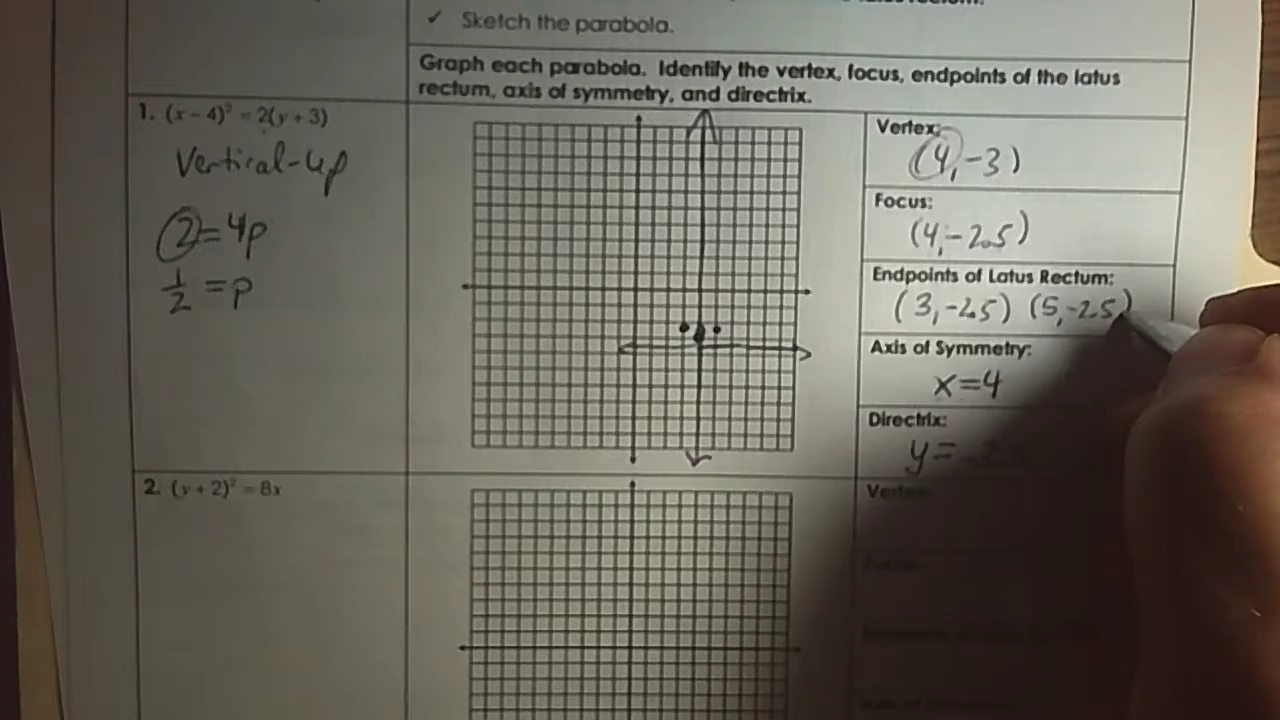 ✓ Sketch the parabola.
Graph each parabola. Identify the vertex, focus, endpoints of the latus
rectum, axis of symmetry, and directrix.
1. (x − 4)² = 2(y + 3)
Vertical-up
2=4p
1/2 = p
Vertex:
(4,-3)
Focus:
(4,-2.5)
Endpoints of Latus Rectum:
(3,-2.5) (5,-2.5)
Axis of Symmetry:
x=4
Directrix:
y=
2. (y + 2)² = 8x
Vertex